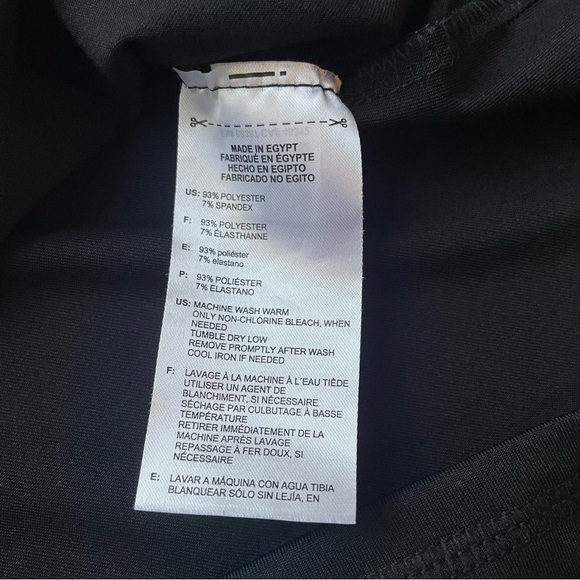 MADE IN EGYPT
FABRIQUÉ EN ÉGYPTE
HECHO EN EGIPTO
FABRICADO NO EGITO
US: 93% POLYESTER
7% SPANDEX
F: 93% POLYESTER
7% ÉLASTHANNE
E: 93% poliéster
7% elastano
P: 93% POLIÉSTER
7% ELASTANO
US: MACHINE WASH WARM
ONLY NON-CHLORINE BLEACH, WHEN
NEEDED
TUMBLE DRY LOW
REMOVE PROMPTLY AFTER WASH
COOL IRON IF NEEDED
F: LAVAGE À LA MACHINE À L'EAU TIÈDE
UTILISER UN AGENT DE
BLANCHIMENT, SI NÉCESSAIRE
SÉCHAGE PAR CULBUTAGE À BASSE
TEMPÉRATURE
RETIRER IMMÉDIATEMENT DE LA
MACHINE APRÈS LAVAGE
REPASSAGE À FER DOUX, SI
NÉCESSAIRE
E: LAVAR A MÁQUINA CON AGUA TIBIA
BLANQUEAR SÓLO SIN LEJÍA, EN